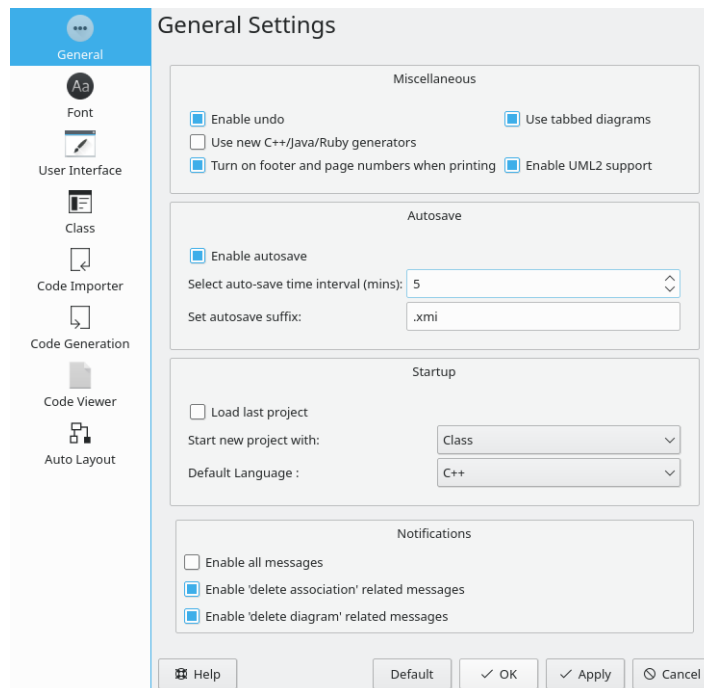 General Settings
General
Aa
Font
User Interface
Class
Code Importer
Code Generation
Code Viewer
Auto Layout
Miscellaneous
Enable undo
Use tabbed diagrams
Use new C++/Java/Ruby generators
Turn on footer and page numbers when printing
Enable UML2 support
Autosave
Enable autosave
Select auto-save time interval (mins): 5
Set autosave suffix: .xmi
Startup
Load last project
Start new project with: Class
Default Language : C++
Notifications
Enable all messages
Enable 'delete association' related messages
Enable 'delete diagram' related messages
Help Default OK Apply Cancel